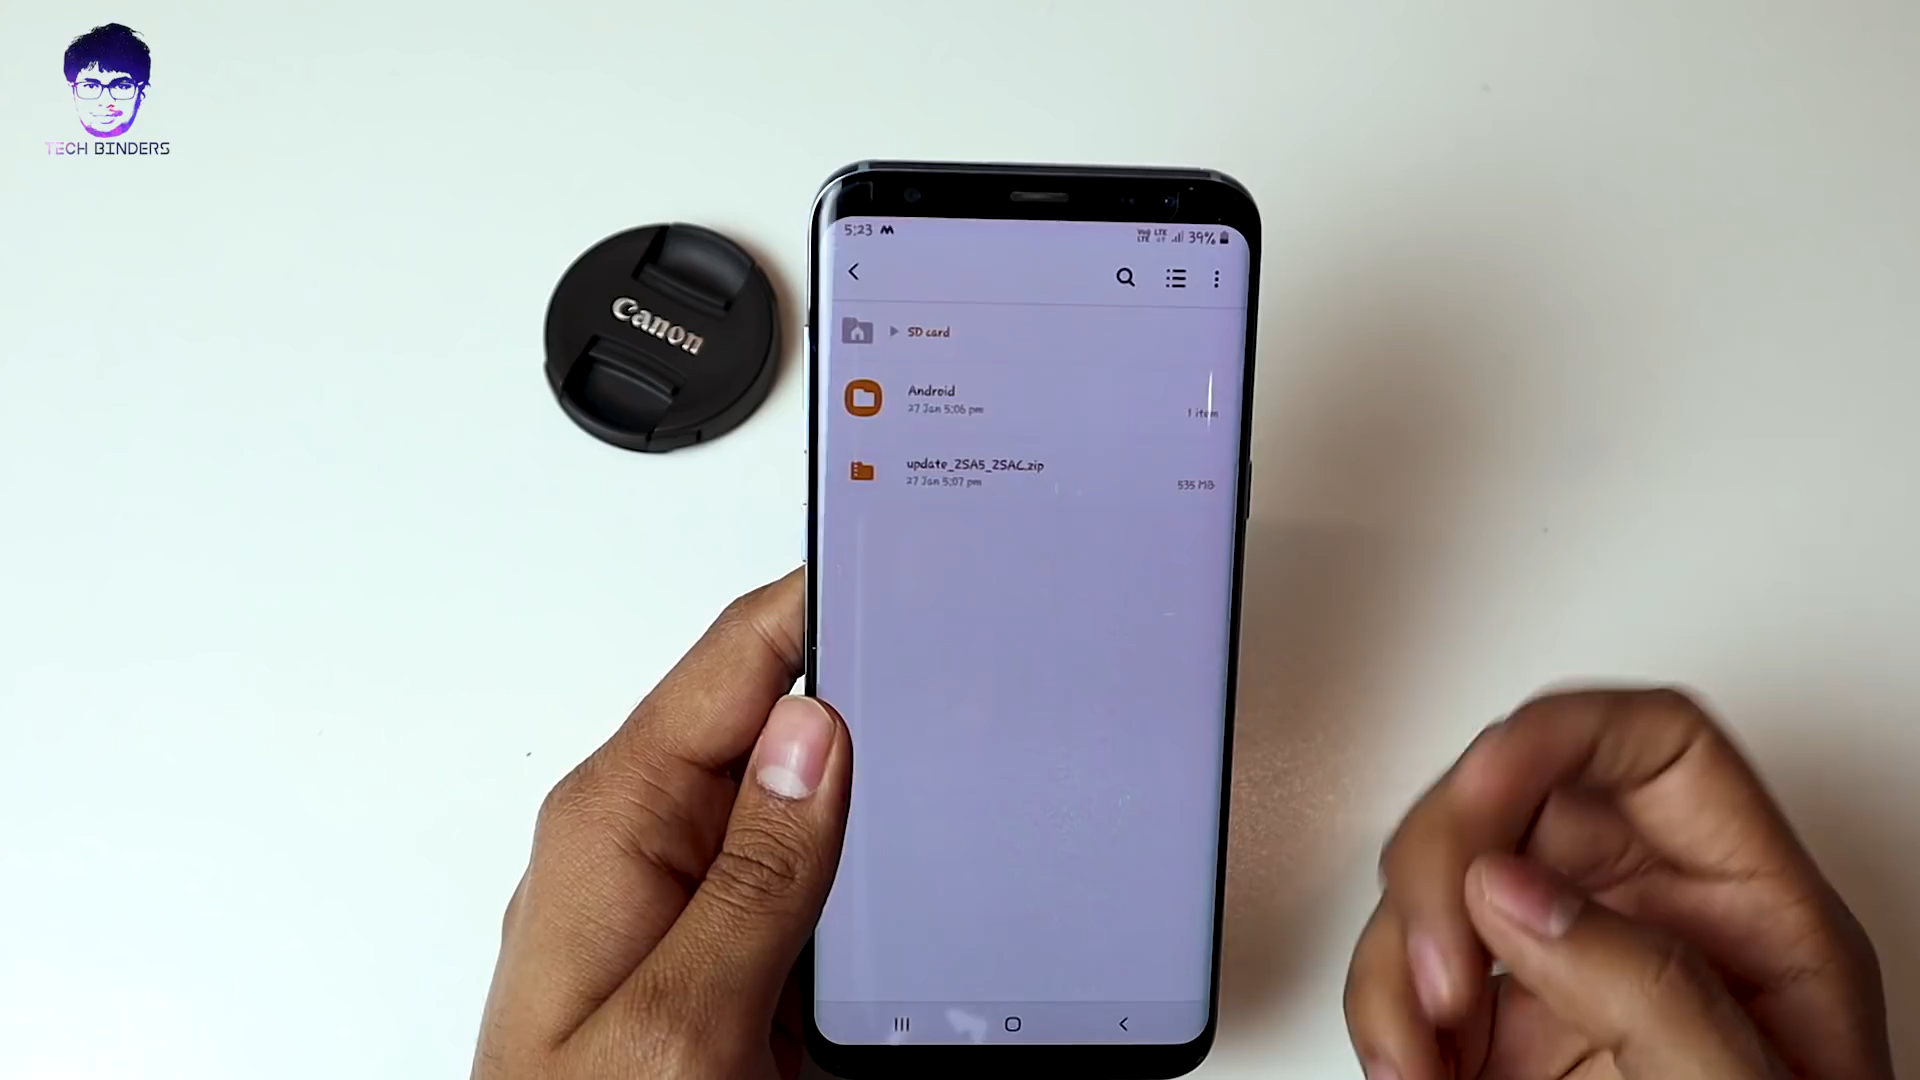 TECH BINDERS
Canon
5:23
39%
SD card
Android
27 Jan 5:06 pm
1 item
update_2SA5_2SAC.zip
27 Jan 5:07 pm
535 MB